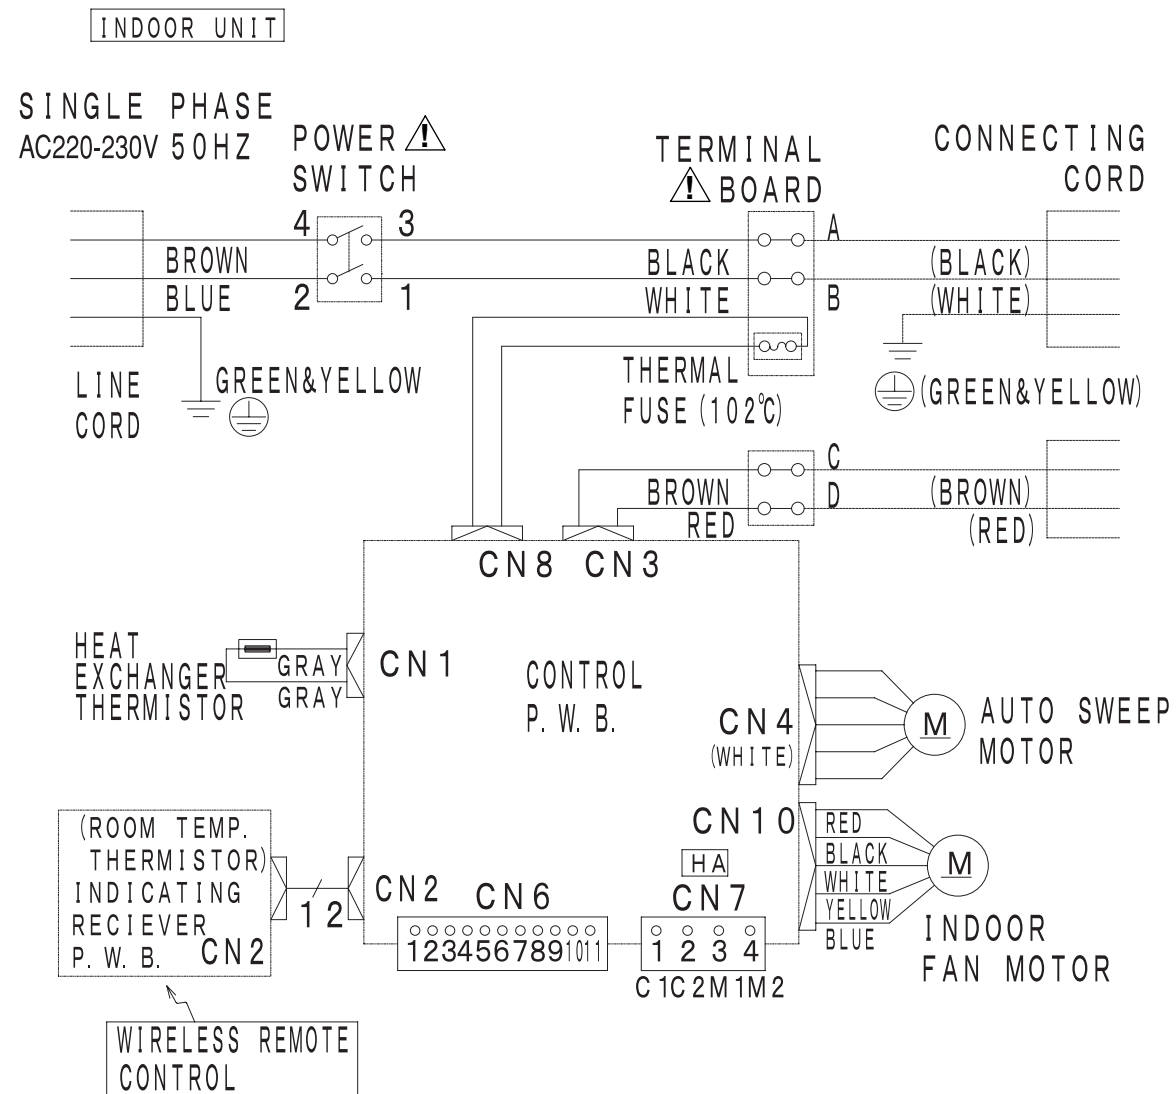 INDOOR UNIT
SINGLE PHASE
AC220-230V 50HZ
POWER
SWITCH
TERMINAL
BOARD
CONNECTING
CORD
4
3
A
BROWN
BLACK
(BLACK)
2
1
B
BLUE
WHITE
(WHITE)
LINE
CORD
GREEN&YELLOW
THERMAL
FUSE (102℃)
(GREEN&YELLOW)
C
BROWN
D
(BROWN)
RED
(RED)
CN8
CN3
HEAT
EXCHANGER
THERMISTOR
GRAY
GRAY
CN1
CONTROL
P. W. B.
CN4
(WHITE)
M
AUTO SWEEP
MOTOR
(ROOM TEMP.
THERMISTOR)
INDICATING
RECIEVER
P. W. B.
CN2
12
CN2
CN6
1234567891011
HA
CN7
1 2 3 4
C1C2M1M2
CN10
RED
BLACK
WHITE
YELLOW
BLUE
M
INDOOR
FAN MOTOR
WIRELESS REMOTE
CONTROL